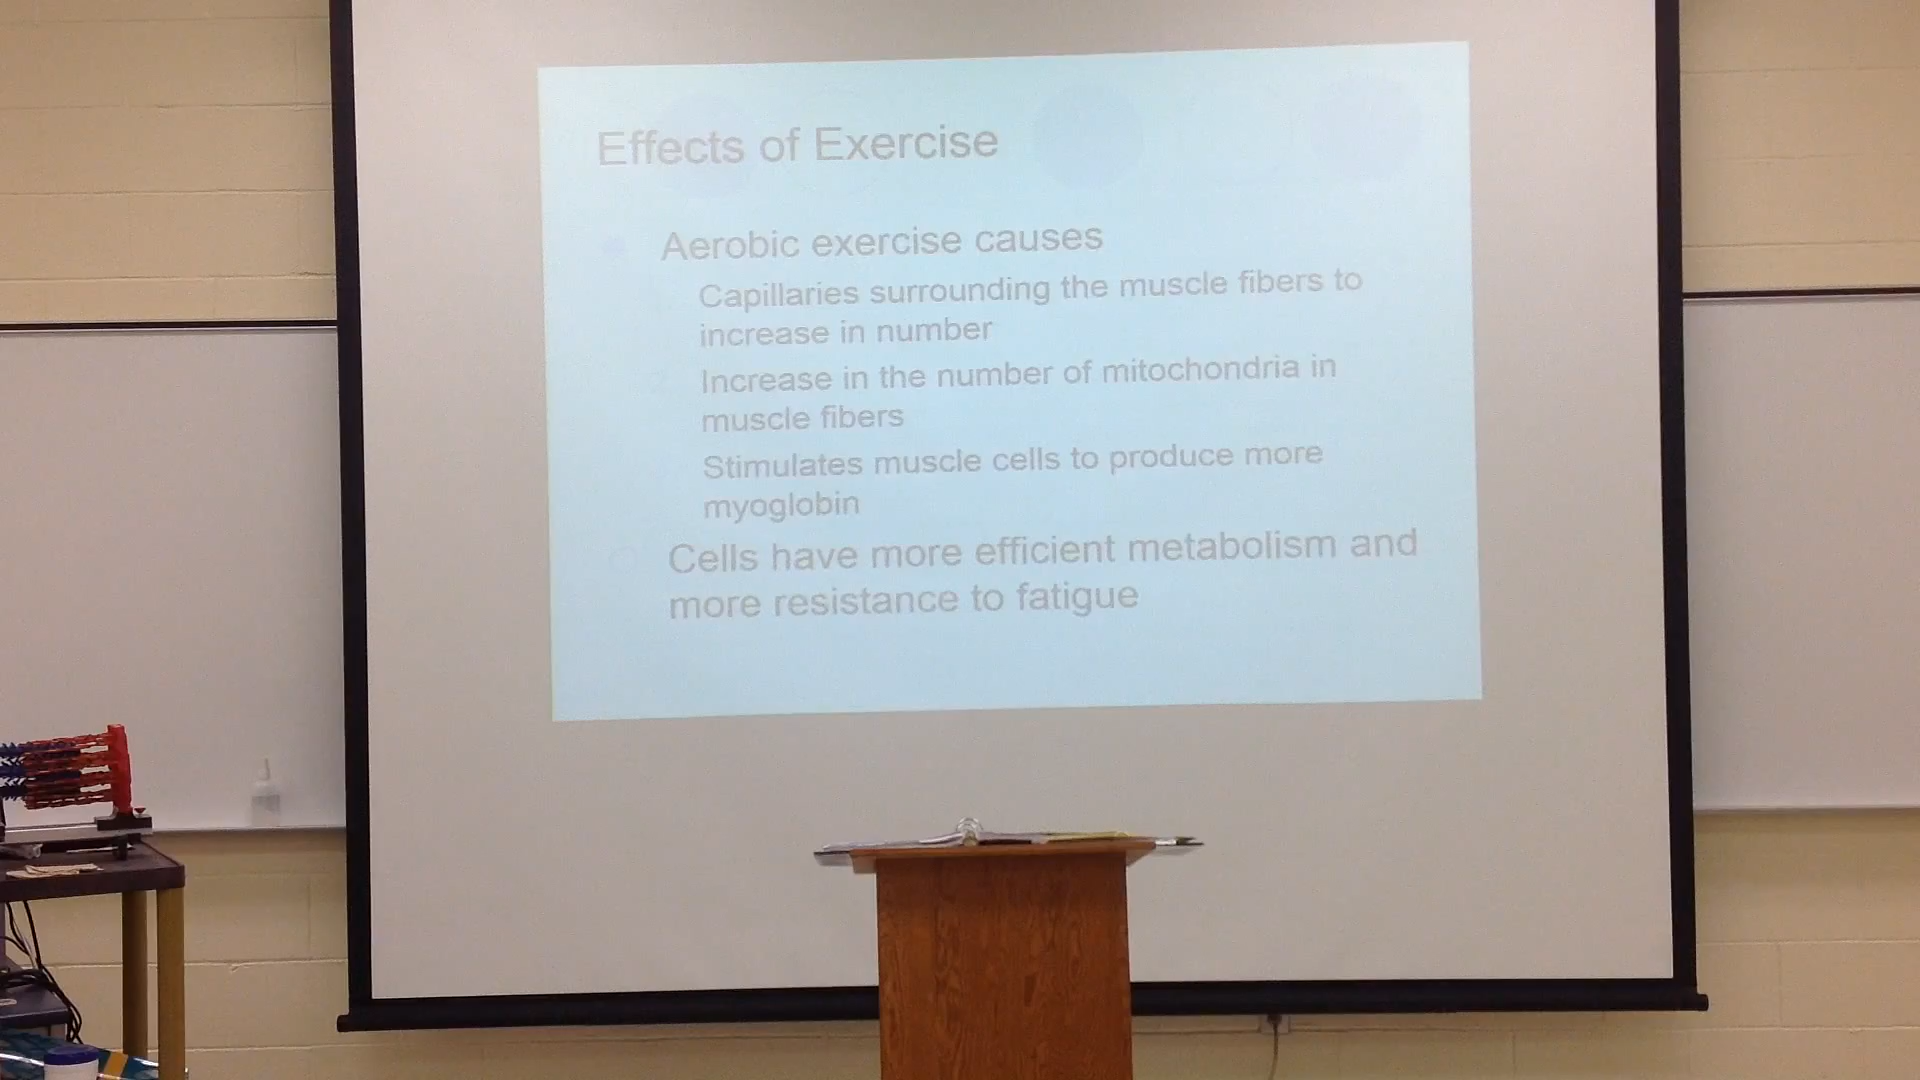 Effects of Exercise
Aerobic exercise causes
Capillaries surrounding the muscle fibers to
increase in number
Increase in the number of mitochondria in
muscle fibers
Stimulates muscle cells to produce more
myoglobin
Cells have more efficient metabolism and
more resistance to fatigue